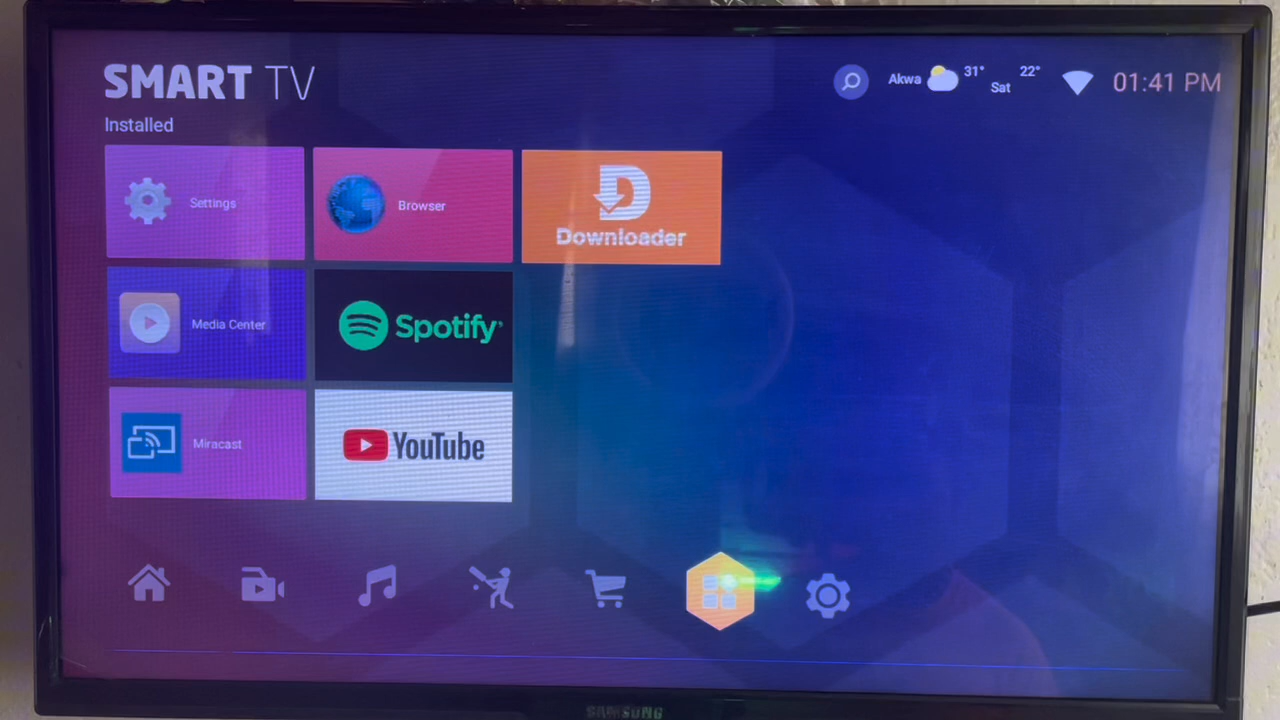 SMART TV
Akwa
31°
Sat
22°
01:41 PM
Installed
Settings
Browser
D
Downloader
Media Center
Spotify
Miracast
YouTube
SAMSUNG